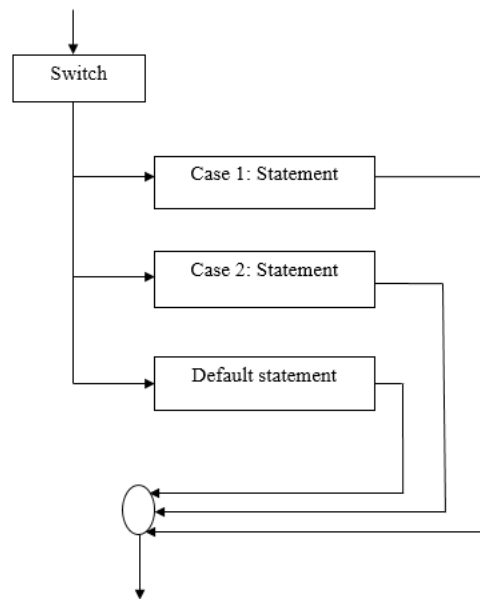 Switch
Case 1: Statement
Case 2: Statement
Default statement